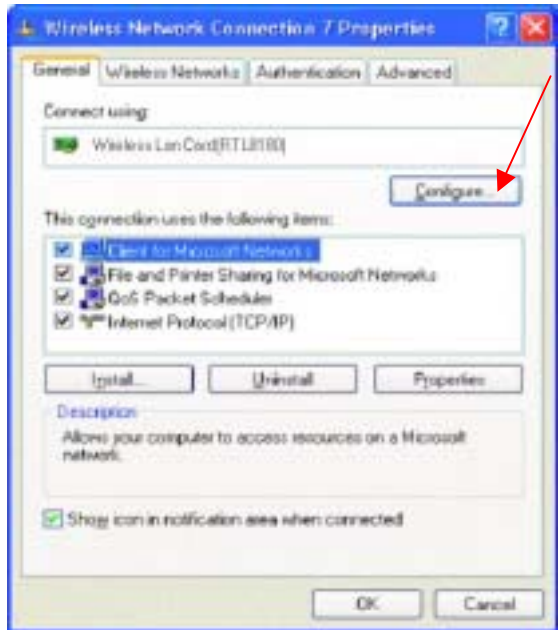 Wireless Network Connection 7 Properties
General Wireless Networks Authentication Advanced
Connect using:
Wireless Lan Card(RTL8180)
Configure...
This connection uses the following items:
Client for Microsoft Networks
File and Printer Sharing for Microsoft Networks
QoS Packet Scheduler
Internet Protocol (TCP/IP)
Install... Uninstall Properties
Description
Allows your computer to access resources on a Microsoft
network.
Show icon in notification area when connected
OK Cancel